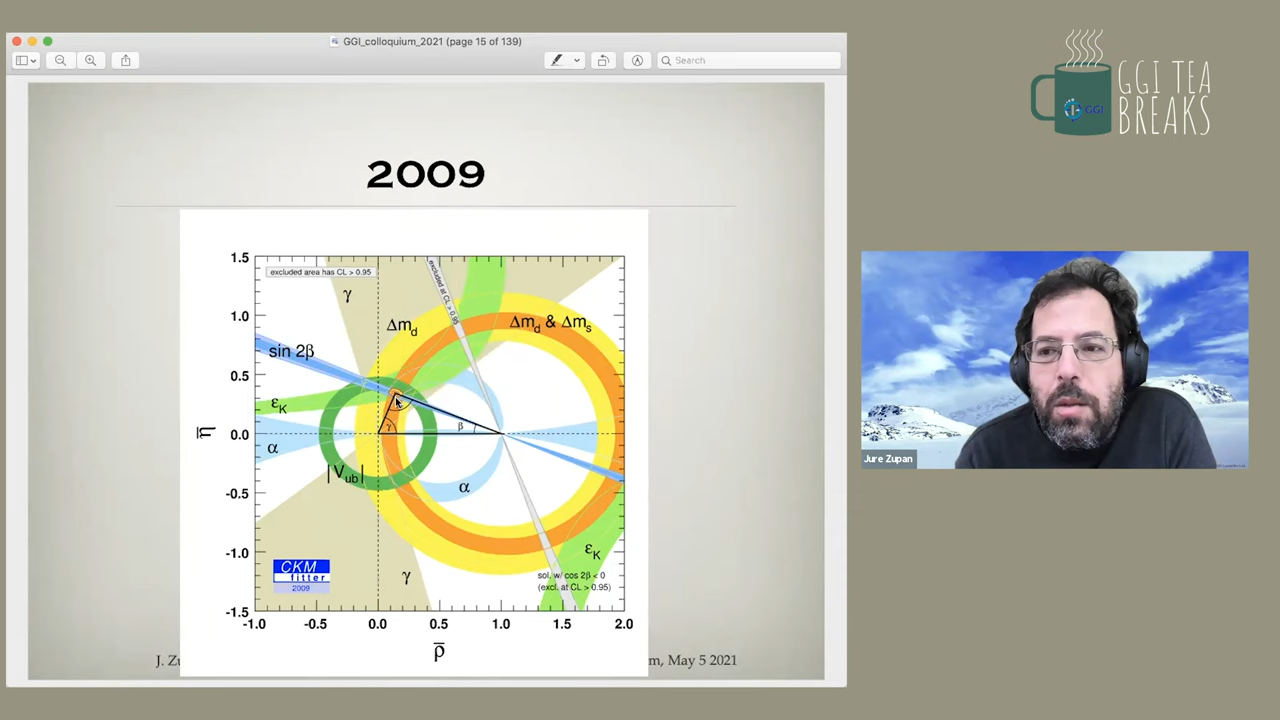 GGI_colloquium_2021 (page 15 of 139)
Search
GGI TEA
BREAKS
GGI
2009
excluded area has CL > 0.95
excluded at CL > 0.95
γ
Δm_d
Δm_d & Δm_s
sin 2β
ε_K
α
|V_ub|
γ
β
α
ε_K
γ
sol. w/ cos 2β < 0
(excl. at CL > 0.95)
CKM
fitter
2009
1.5
1.0
0.5
0.0
-0.5
-1.0
-1.5
η̄
-1.0 -0.5 0.0 0.5 1.0 1.5 2.0
ρ̄
J. Zu
m, May 5 2021
Jure Zupan